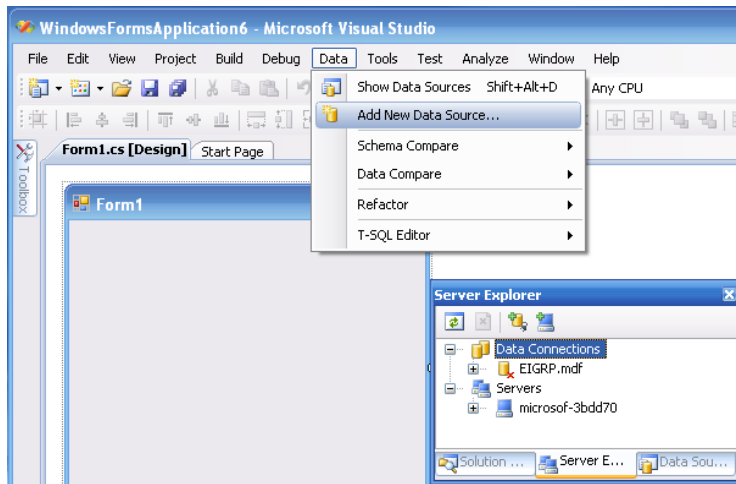 WindowsFormsApplication6 - Microsoft Visual Studio
File Edit View Project Build Debug Data Tools Test Analyze Window Help
Show Data Sources Shift+Alt+D
Any CPU
Add New Data Source...
Schema Compare
Data Compare
Refactor
T-SQL Editor
Toolbox
Form1.cs [Design] Start Page
Form1
Server Explorer
Data Connections
EIGRP.mdf
Servers
microsof-3bdd70
Solution ... Server E... Data Sou...